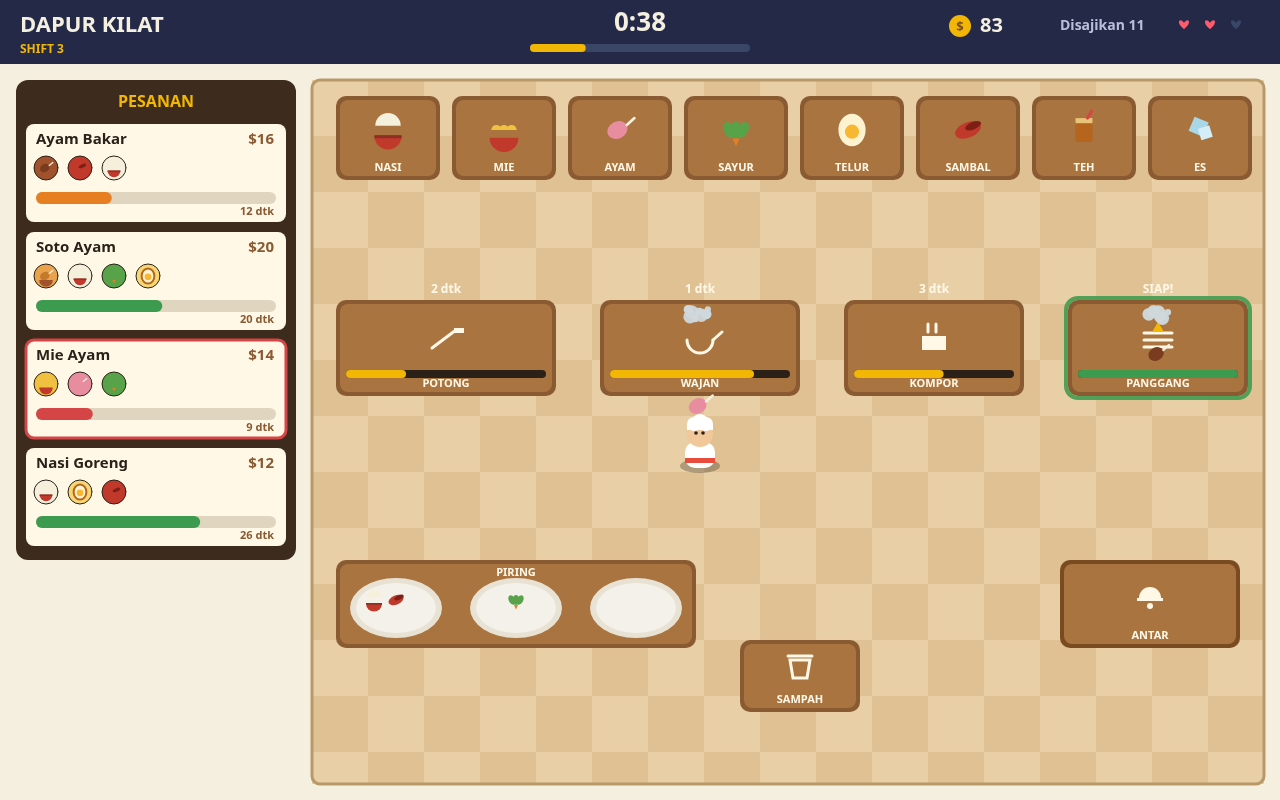 DAPUR KILAT
SHIFT 3
0:38
$ 83
Disajikan 11
PESANAN
Ayam Bakar $16
12 dtk
Soto Ayam $20
20 dtk
Mie Ayam $14
9 dtk
Nasi Goreng $12
26 dtk
NASI MIE AYAM SAYUR TELUR SAMBAL TEH ES
2 dtk 1 dtk 3 dtk SIAP!
POTONG WAJAN KOMPOR PANGGANG
PIRING
ANTAR
SAMPAH